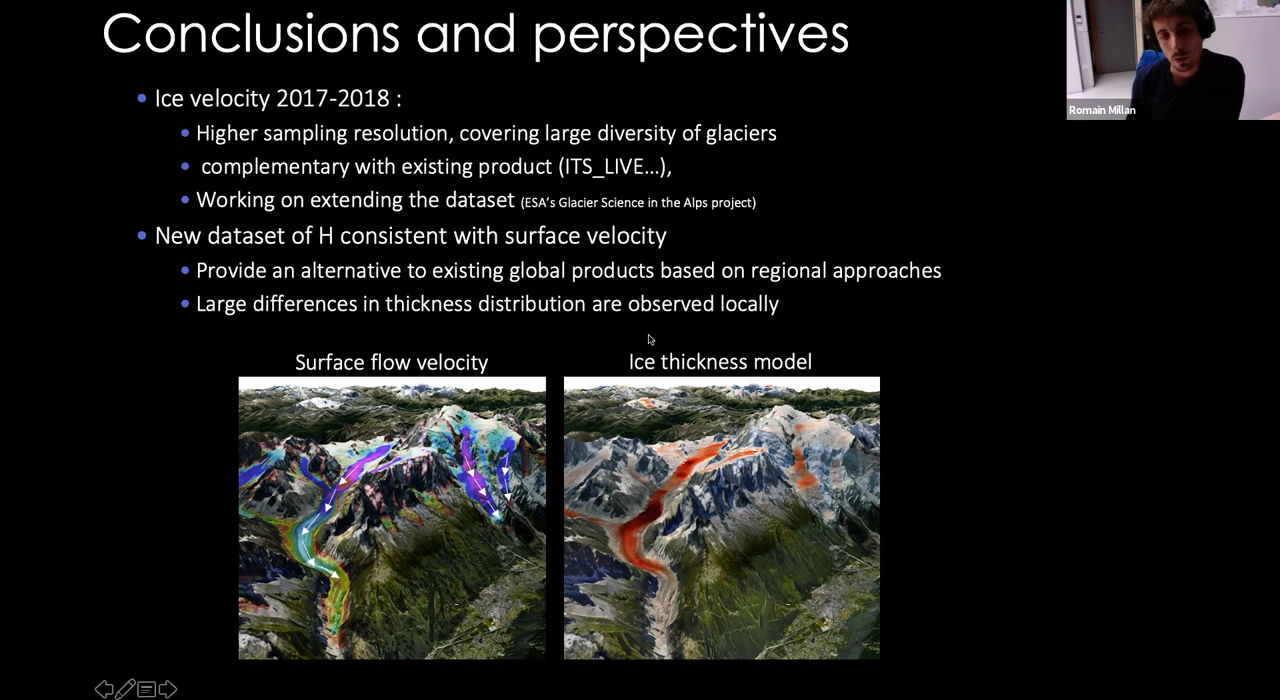 Conclusions and perspectives
Romain Millan
• Ice velocity 2017-2018 :
• Higher sampling resolution, covering large diversity of glaciers
• complementary with existing product (ITS_LIVE…),
• Working on extending the dataset (ESA’s Glacier Science in the Alps project)
• New dataset of H consistent with surface velocity
• Provide an alternative to existing global products based on regional approaches
• Large differences in thickness distribution are observed locally
Surface flow velocity
Ice thickness model